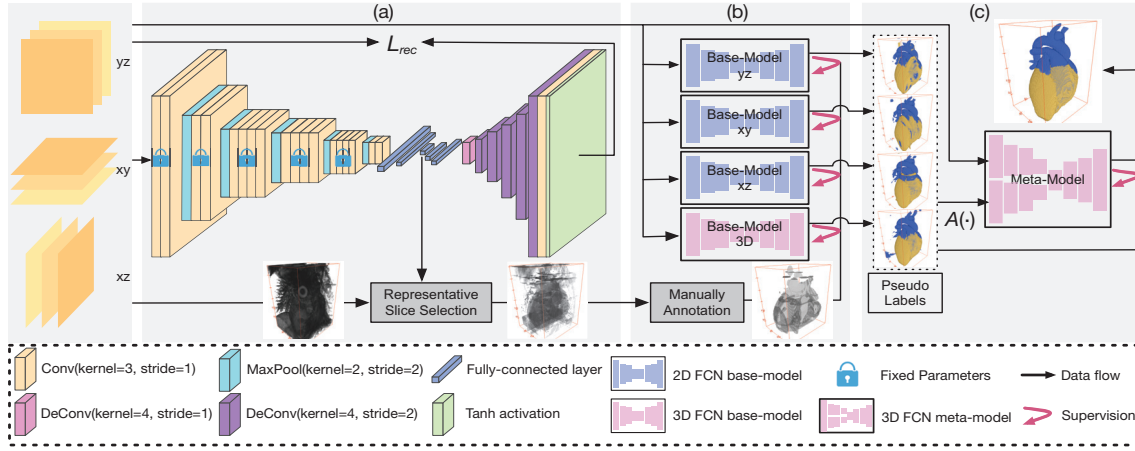 (a)
(b)
(c)
yz
xy
xz
L_rec
Base-Model
yz
Base-Model
xy
Base-Model
xz
Base-Model
3D
Meta-Model
A(·)
Pseudo
Labels
Representative
Slice Selection
Manually
Annotation
Conv(kernel=3, stride=1)
MaxPool(kernel=2, stride=2)
Fully-connected layer
2D FCN base-model
Fixed Parameters
Data flow
DeConv(kernel=4, stride=1)
DeConv(kernel=4, stride=2)
Tanh activation
3D FCN base-model
3D FCN meta-model
Supervision